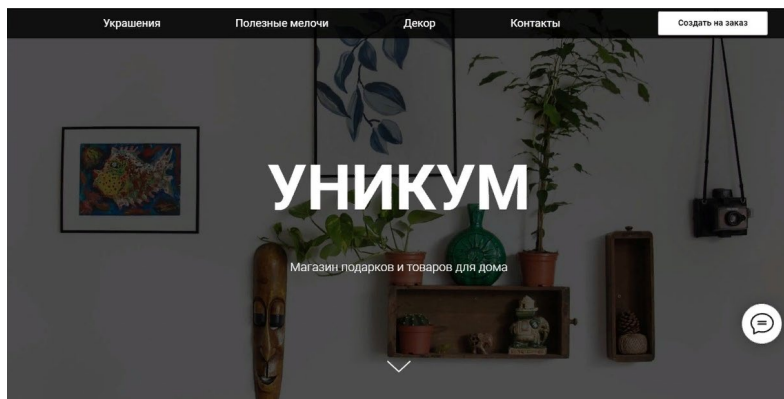 Украшения
Полезные мелочи
Декор
Контакты
Создать на заказ
УНИКУМ
Магазин подарков и товаров для дома